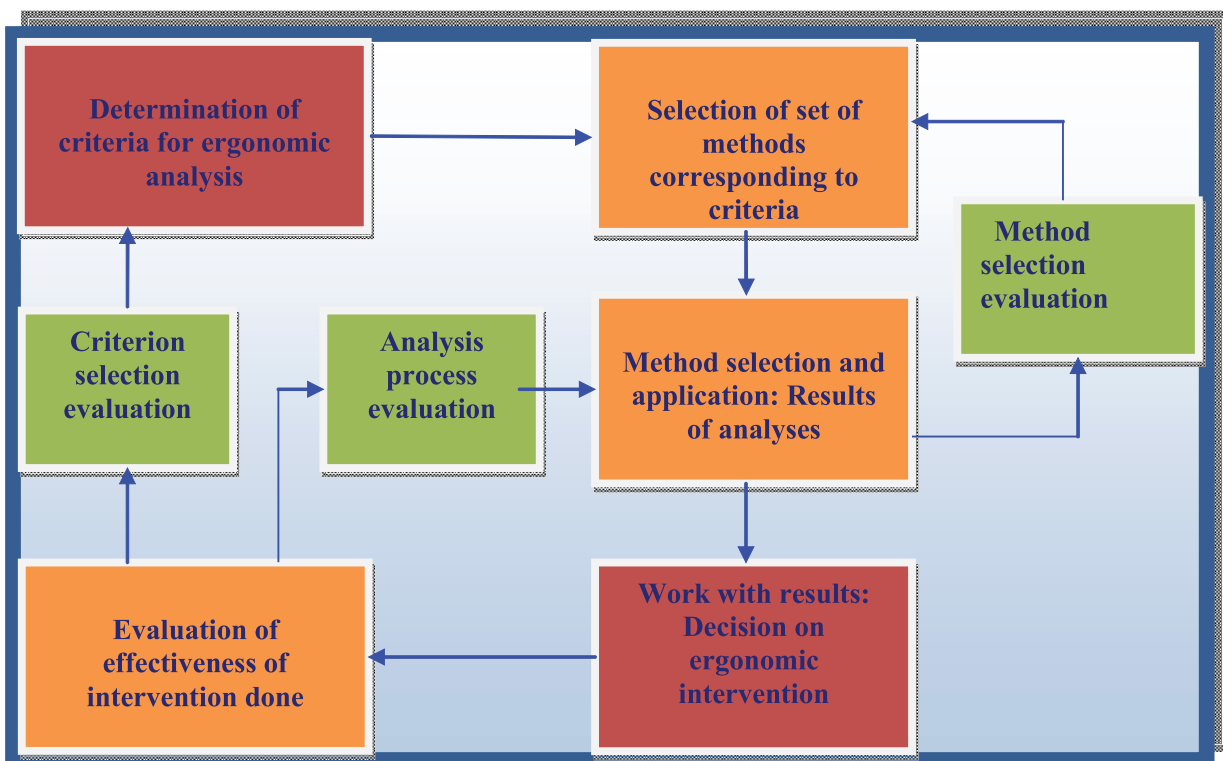 Determination of
criteria for ergonomic
analysis
Selection of set of
methods
corresponding to
criteria
Method
selection
evaluation
Criterion
selection
evaluation
Analysis
process
evaluation
Method selection and
application: Results
of analyses
Evaluation of
effectiveness of
intervention done
Work with results:
Decision on
ergonomic
intervention